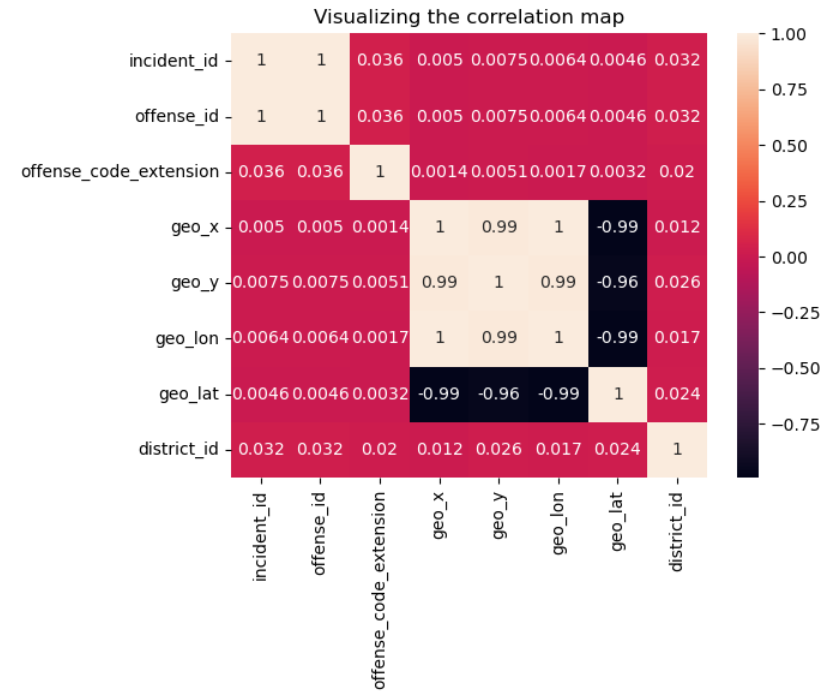 Visualizing the correlation map
incident_id 1 1 0.036 0.005 0.0075 0.0064 0.0046 0.032
offense_id 1 1 0.036 0.005 0.0075 0.0064 0.0046 0.032
offense_code_extension 0.036 0.036 1 0.0014 0.0051 0.0017 0.0032 0.02
geo_x 0.005 0.005 0.0014 1 0.99 1 -0.99 0.012
geo_y 0.0075 0.0075 0.0051 0.99 1 0.99 -0.96 0.026
geo_lon 0.0064 0.0064 0.0017 1 0.99 1 -0.99 0.017
geo_lat 0.0046 0.0046 0.0032 -0.99 -0.96 -0.99 1 0.024
district_id 0.032 0.032 0.02 0.012 0.026 0.017 0.024 1
incident_id
offense_id
offense_code_extension
geo_x
geo_y
geo_lon
geo_lat
district_id
1.00
0.75
0.50
0.25
0.00
−0.25
−0.50
−0.75